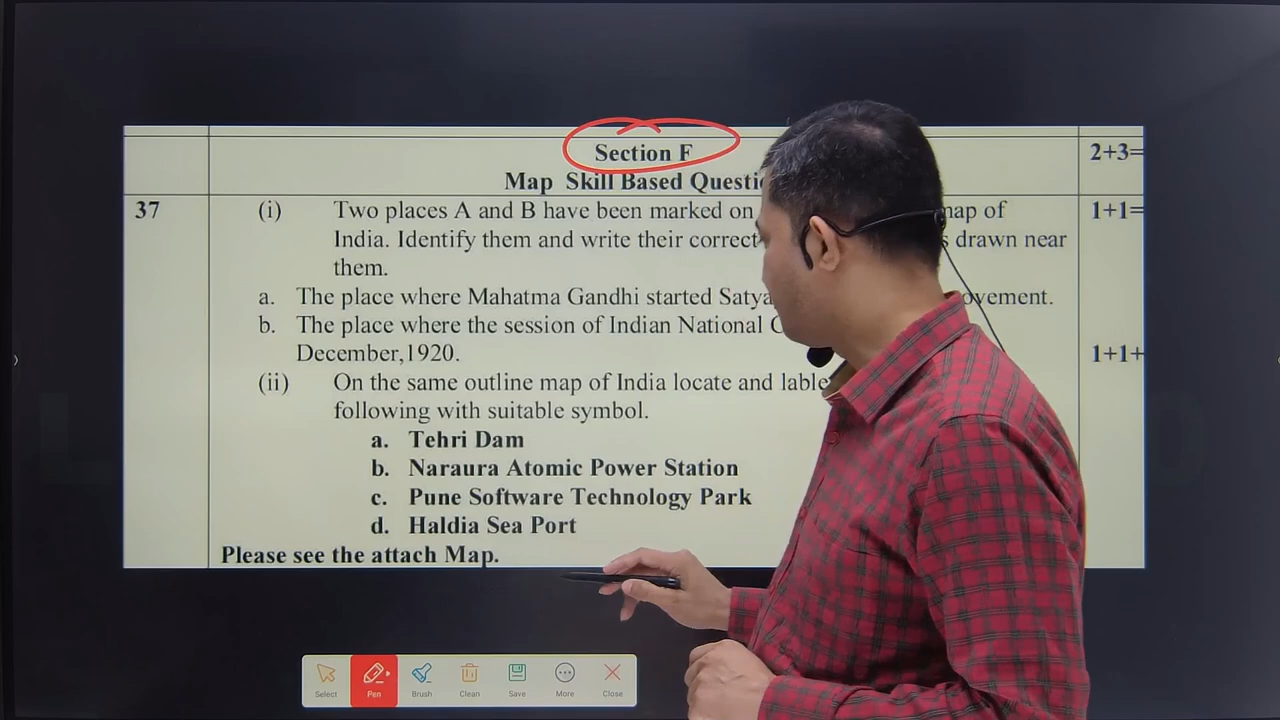 Section F
2+3=
Map Skill Based
37 (i) Two places A and B have been marked on map of 1+1=
India. Identify them and write their correct drawn near
them.
a. The place where Mahatma Gandhi started
b. The place where the session of Indian National
December,1920. 1+1+
(ii) On the same outline map of India locate and lable
following with suitable symbol.
a. Tehri Dam
b. Naraura Atomic Power Station
c. Pune Software Technology Park
d. Haldia Sea Port
Please see the attach Map.
Select Pen Brush Clean Save More Close